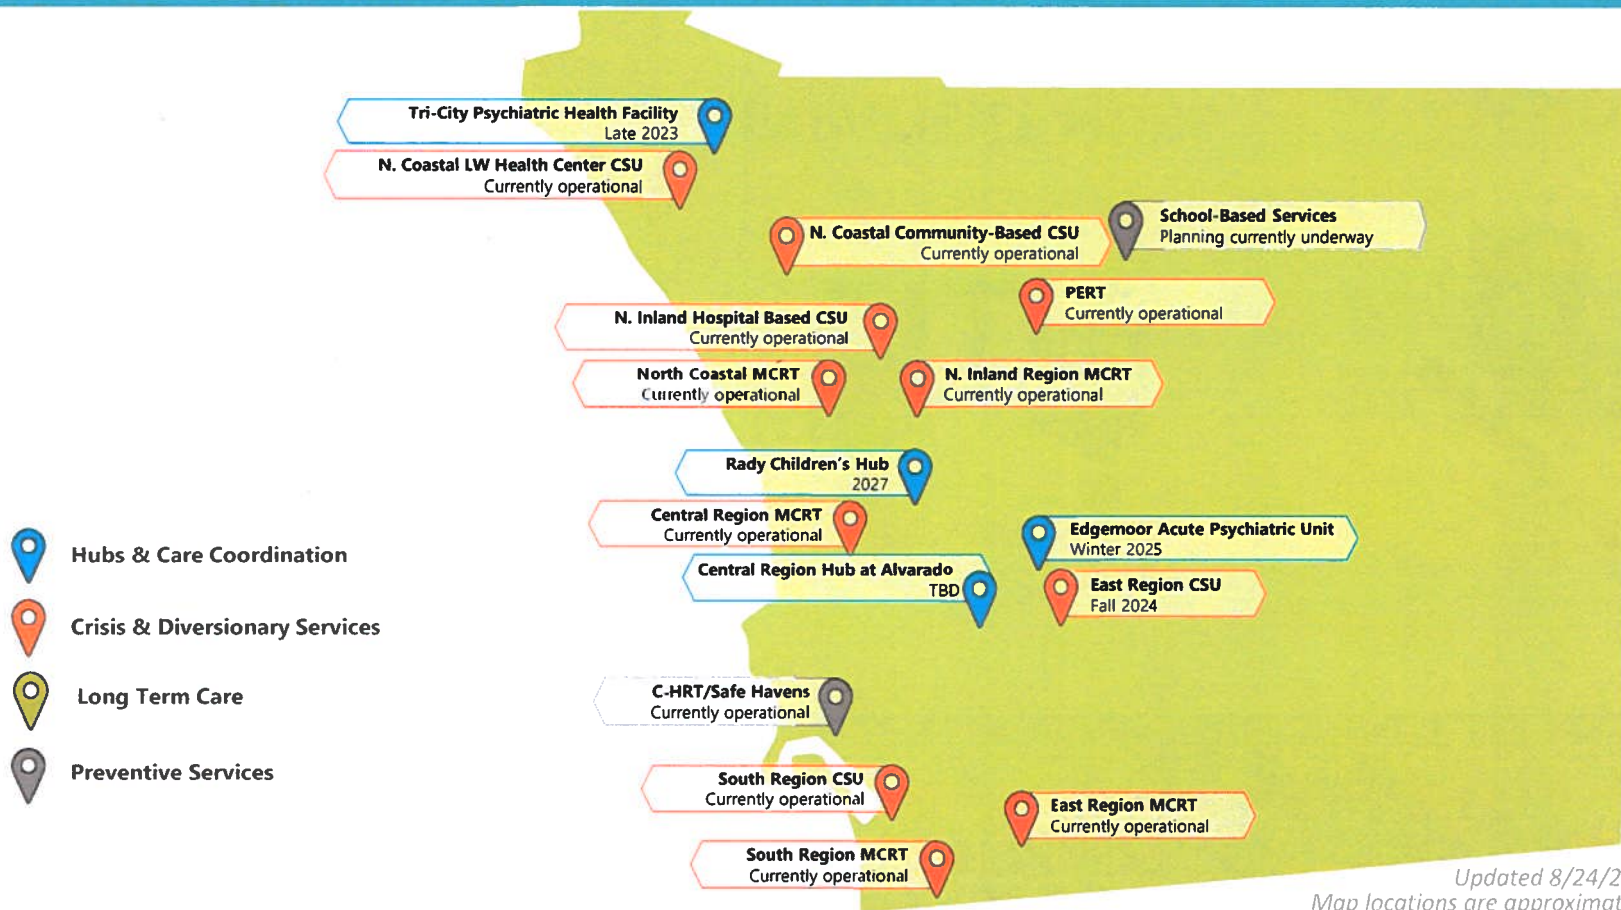 Tri-City Psychiatric Health Facility
Late 2023
N. Coastal LW Health Center CSU
Currently operational
N. Coastal Community-Based CSU
Currently operational
School-Based Services
Planning currently underway
PERT
Currently operational
N. Inland Hospital Based CSU
Currently operational
North Coastal MCRT
Currently operational
N. Inland Region MCRT
Currently operational
Rady Children's Hub
2027
Central Region MCRT
Currently operational
Central Region Hub at Alvarado
TBD
Edgemoor Acute Psychiatric Unit
Winter 2025
East Region CSU
Fall 2024
Hubs & Care Coordination
Crisis & Diversionary Services
Long Term Care
Preventive Services
C-HRT/Safe Havens
Currently operational
South Region CSU
Currently operational
East Region MCRT
Currently operational
South Region MCRT
Currently operational
Updated 8/24/2
Map locations are approximat